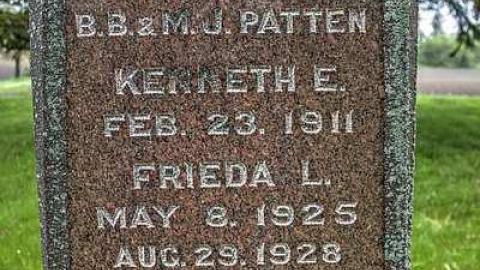 B.B. & M.J. PATTEN
KENNETH E.
FEB. 23. 1911
FRIEDA L.
MAY 8. 1925
AUG. 29. 1928